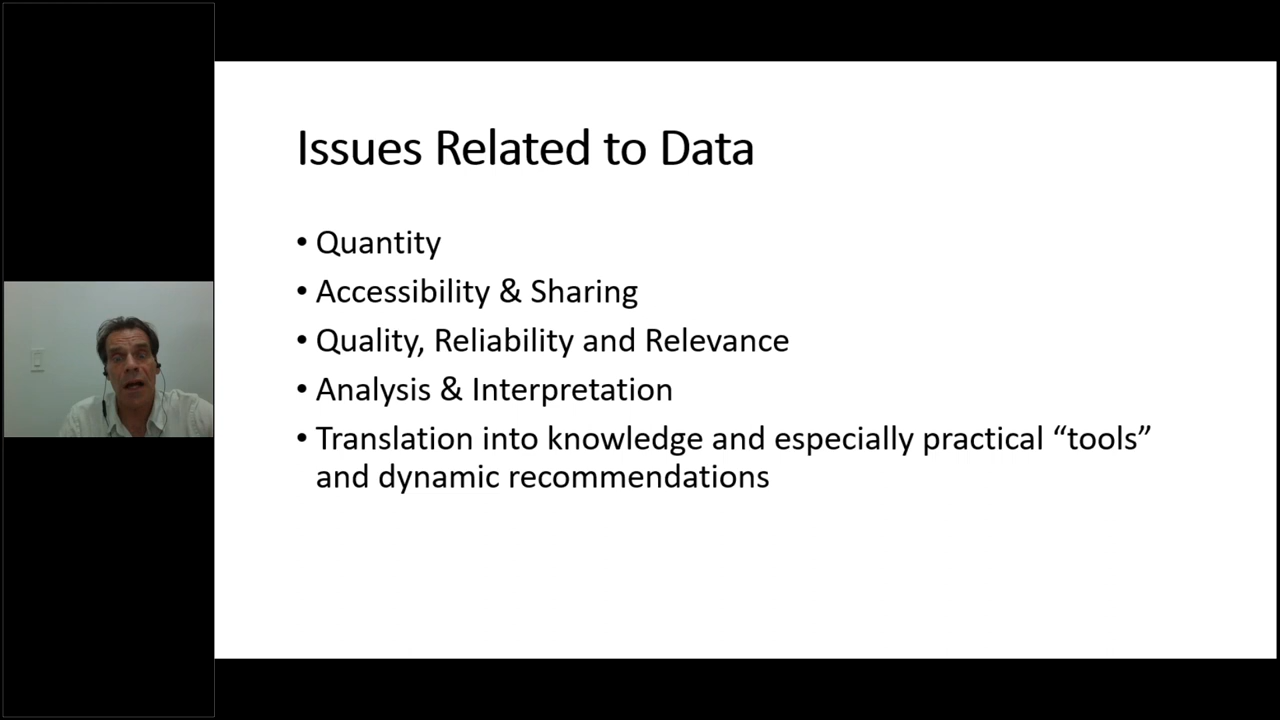 Issues Related to Data
• Quantity
• Accessibility & Sharing
• Quality, Reliability and Relevance
• Analysis & Interpretation
• Translation into knowledge and especially practical “tools”
and dynamic recommendations